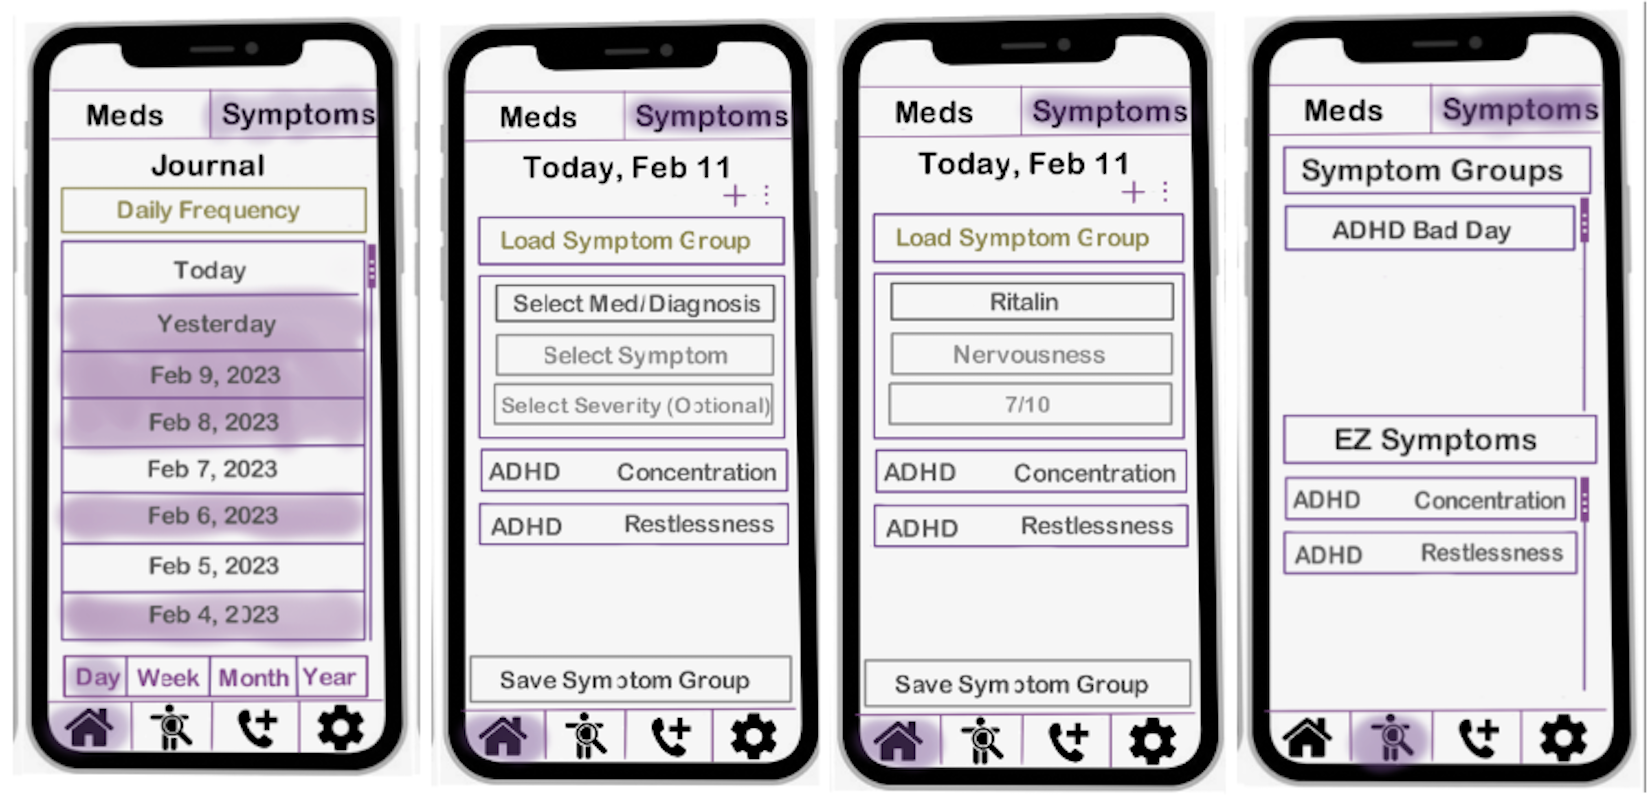 Meds Symptoms
Journal
Daily Frequency
Today
Yesterday
Feb 9, 2023
Feb 8, 2023
Feb 7, 2023
Feb 6, 2023
Feb 5, 2023
Feb 4, 2023
Day Week Month Year
Meds Symptoms
Today, Feb 11
+
Load Symptom Group
Select Med/Diagnosis
Select Symptom
Select Severity (Optional)
ADHD Concentration
ADHD Restlessness
Save Symptom Group
Meds Symptoms
Today, Feb 11
+
Load Symptom Group
Ritalin
Nervousness
7/10
ADHD Concentration
ADHD Restlessness
Save Symptom Group
Meds Symptoms
Symptom Groups
ADHD Bad Day
EZ Symptoms
ADHD Concentration
ADHD Restlessness